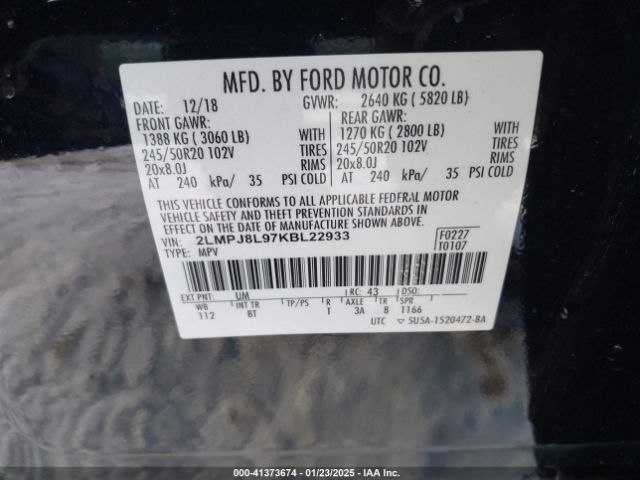 MFD. BY FORD MOTOR CO.
DATE: 12/18 GVWR: 2640 KG ( 5820 LB)
FRONT GAWR: REAR GAWR:
1388 KG ( 3060 LB) WITH 1270 KG ( 2800 LB) WITH
245/50R20 102V TIRES 245/50R20 102V TIRES
20x8.0J RIMS 20x8.0J RIMS
AT 240 kPa/ 35 PSI COLD AT 240 kPa/ 35 PSI COLD
THIS VEHICLE CONFORMS TO ALL APPLICABLE FEDERAL MOTOR
VEHICLE SAFETY AND THEFT PREVENTION STANDARDS IN
EFFECT ON THE DATE OF MANUFACTURE SHOWN ABOVE.
VIN: 2LMPJ8L97KBL22933 F0227
TYPE: MPV T0107
EXT PNT: UM RC: 43 DSO:
WB INT TR TP/PS R AXLE TR SPR
112 BT T 3A 8 1166
UTC 5U5A-1520472-BA
000-41373674 - 01/23/2025 - IAA Inc.